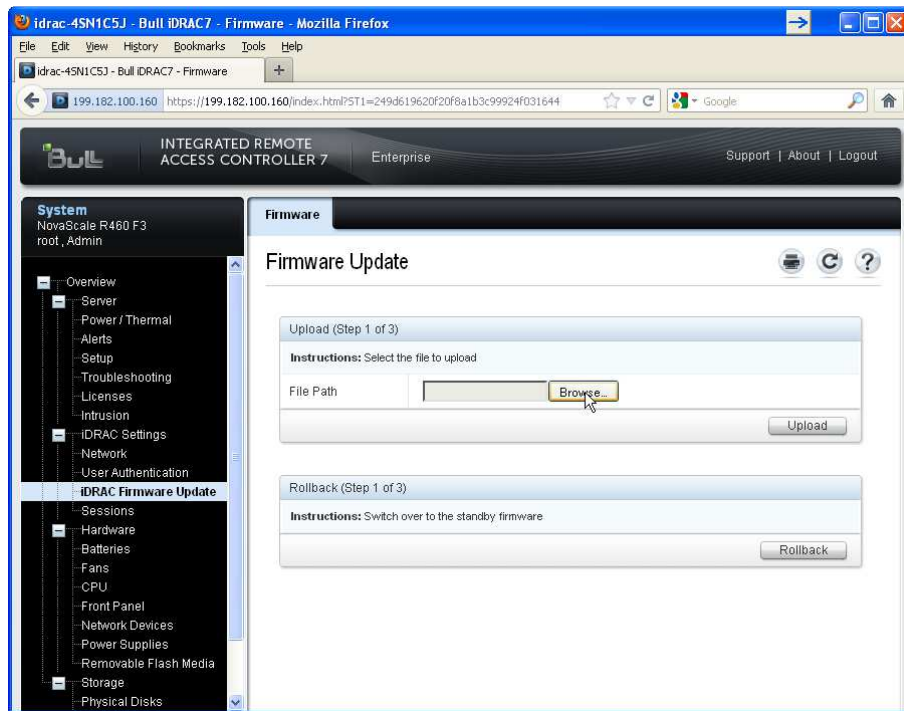 idrac-4SN1C5J - Bull iDRAC7 - Firmware - Mozilla Firefox
File Edit View History Bookmarks Tools Help
idrac-4SN1C5J - Bull iDRAC7 - Firmware
199.182.100.160 https://199.182.100.160/index.html?ST1=249d619620f20f8a1b3c99924f031644 Google
Bull
INTEGRATED REMOTE
ACCESS CONTROLLER 7
Enterprise
Support | About | Logout
System
NovaScale R460 F3
root , Admin
Overview
Server
Power / Thermal
Alerts
Setup
Troubleshooting
Licenses
Intrusion
iDRAC Settings
Network
User Authentication
iDRAC Firmware Update
Sessions
Hardware
Batteries
Fans
CPU
Front Panel
Network Devices
Power Supplies
Removable Flash Media
Storage
Physical Disks
Firmware
Firmware Update
Upload (Step 1 of 3)
Instructions: Select the file to upload
File Path Browse...
Upload
Rollback (Step 1 of 3)
Instructions: Switch over to the standby firmware
Rollback